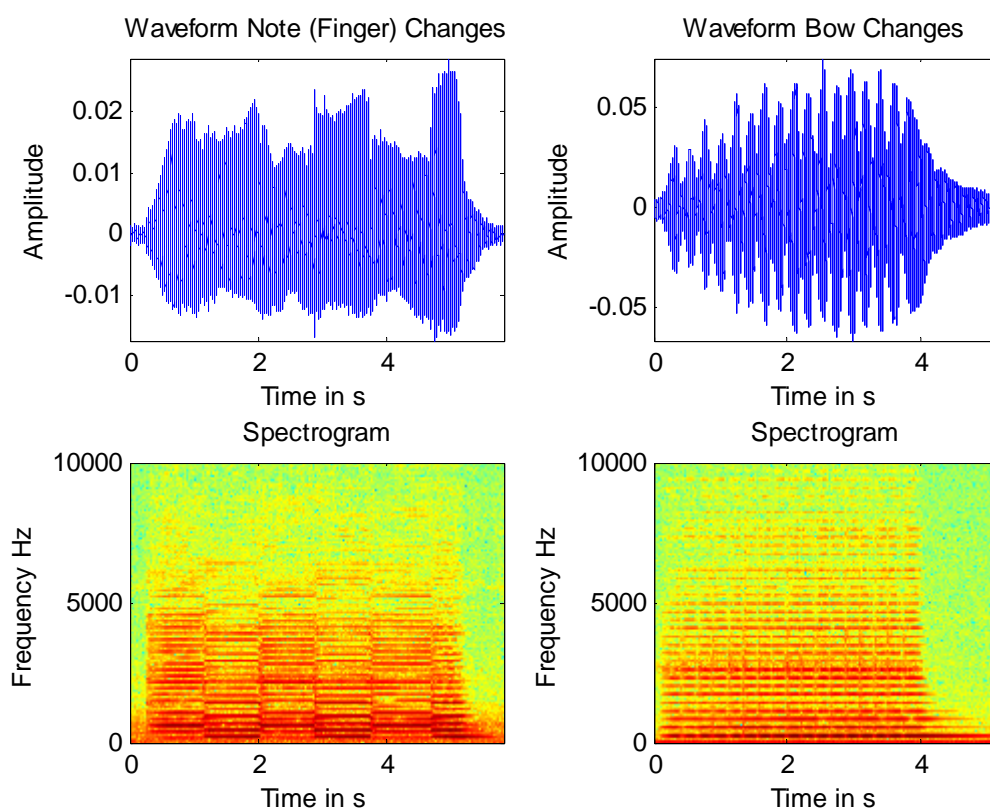 Waveform Note (Finger) Changes
0.02
0.01
0
-0.01
Amplitude
0 2 4
Time in s
Waveform Bow Changes
0.05
0
-0.05
Amplitude
0 2 4
Time in s
Spectrogram
10000
5000
0
Frequency Hz
0 2 4
Time in s
Spectrogram
10000
5000
0
Frequency Hz
0 2 4
Time in s